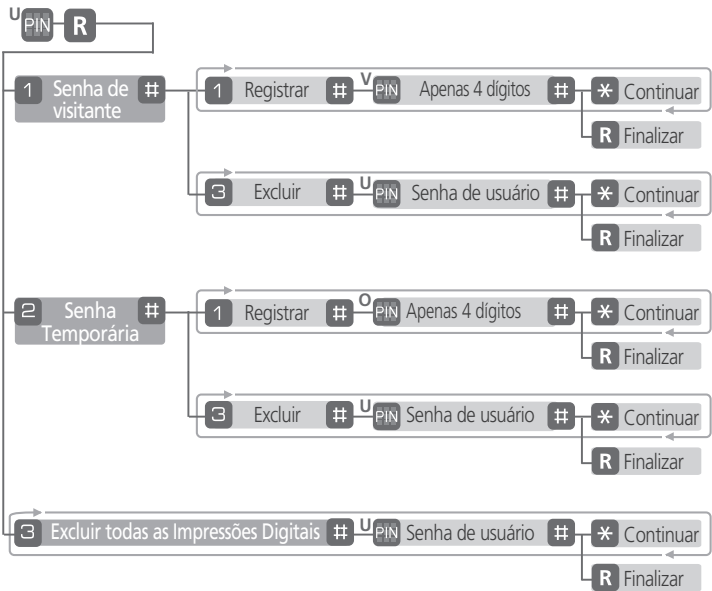 U PIN R
1 Senha de visitante #
1 Registrar # V PIN Apenas 4 dígitos # * Continuar
R Finalizar
3 Excluir # U PIN Senha de usuário # * Continuar
R Finalizar
2 Senha Temporária #
1 Registrar # O PIN Apenas 4 dígitos # * Continuar
R Finalizar
3 Excluir # U PIN Senha de usuário # * Continuar
R Finalizar
3 Excluir todas as Impressões Digitais # U PIN Senha de usuário # * Continuar
R Finalizar